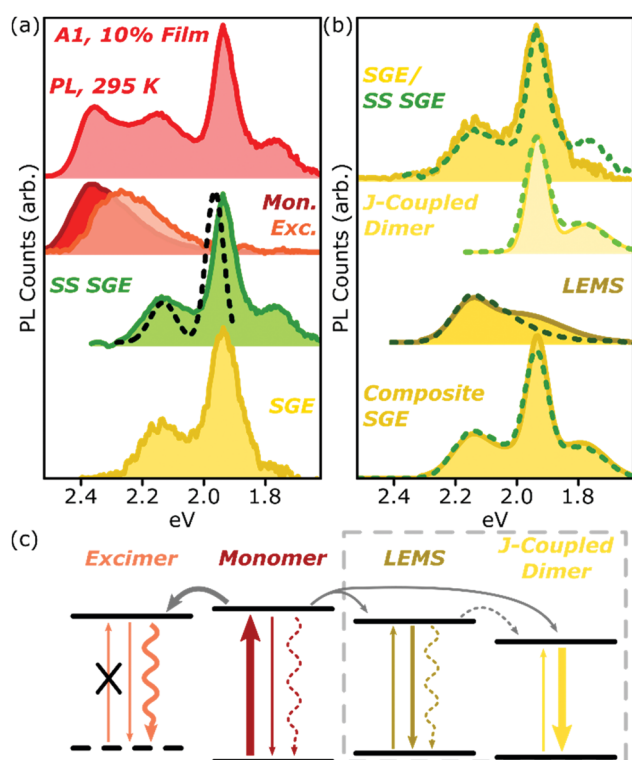 (a)
A1, 10% Film
PL, 295 K
Mon.
Exc.
SS SGE
SGE
PL Counts (arb.)
2.4 2.2 2.0 1.8
eV
(b)
SGE/
SS SGE
J-Coupled
Dimer
LEMS
Composite
SGE
PL Counts (arb.)
2.4 2.2 2.0 1.8
eV
(c)
Excimer
Monomer
LEMS
J-Coupled
Dimer